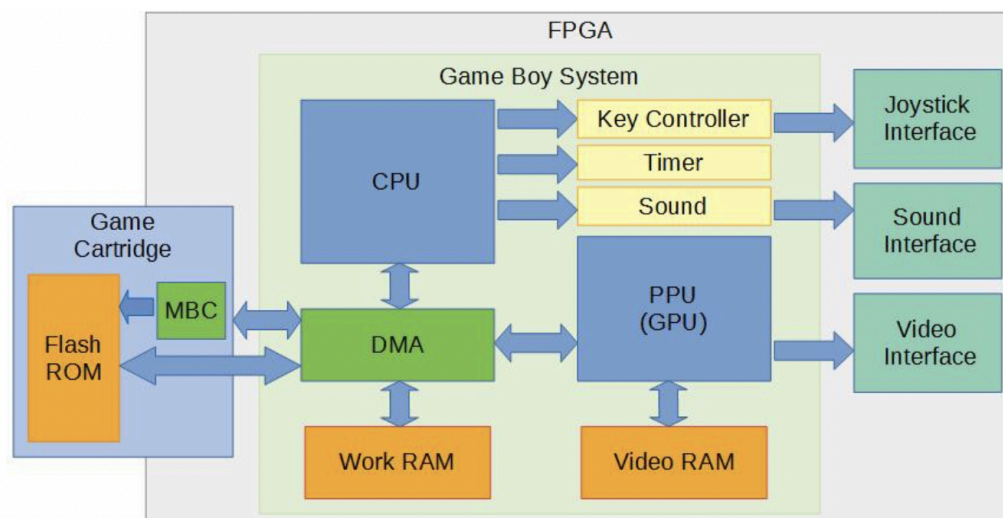 FPGA
Game Boy System
CPU
Key Controller
Timer
Sound
Joystick
Interface
Sound
Interface
Video
Interface
Game
Cartridge
MBC
Flash
ROM
DMA
PPU
(GPU)
Work RAM
Video RAM